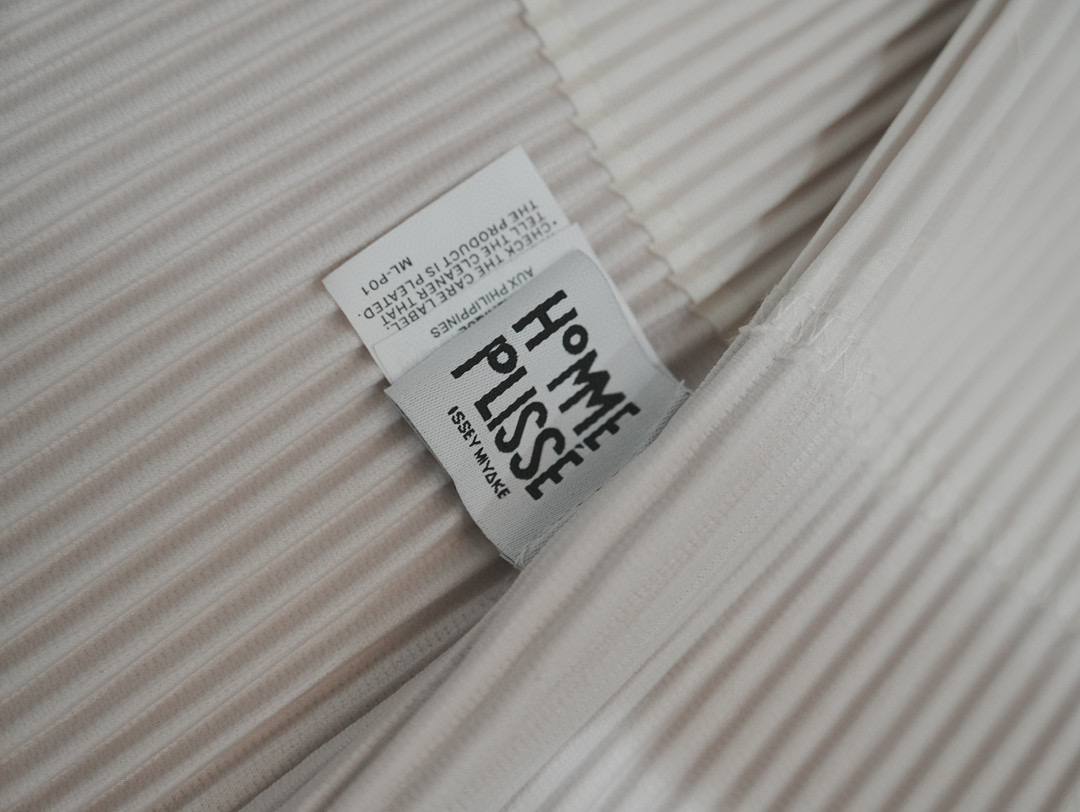 HOMME
PLISSÉ
ISSEY MIYAKE
AUX PHILIPPINES
*CHECK THE CARE LABEL.
TELL THE CLEANER THAT
THE PRODUCT IS PLEATED.
ML-P01